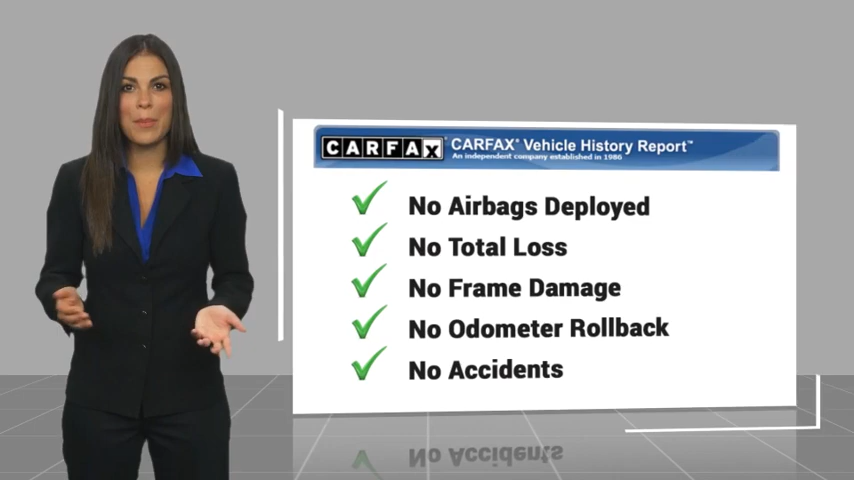 CARFAX CARFAX® Vehicle History Report™
An independent company established in 1986
No Airbags Deployed
No Total Loss
No Frame Damage
No Odometer Rollback
No Accidents
No Accidents